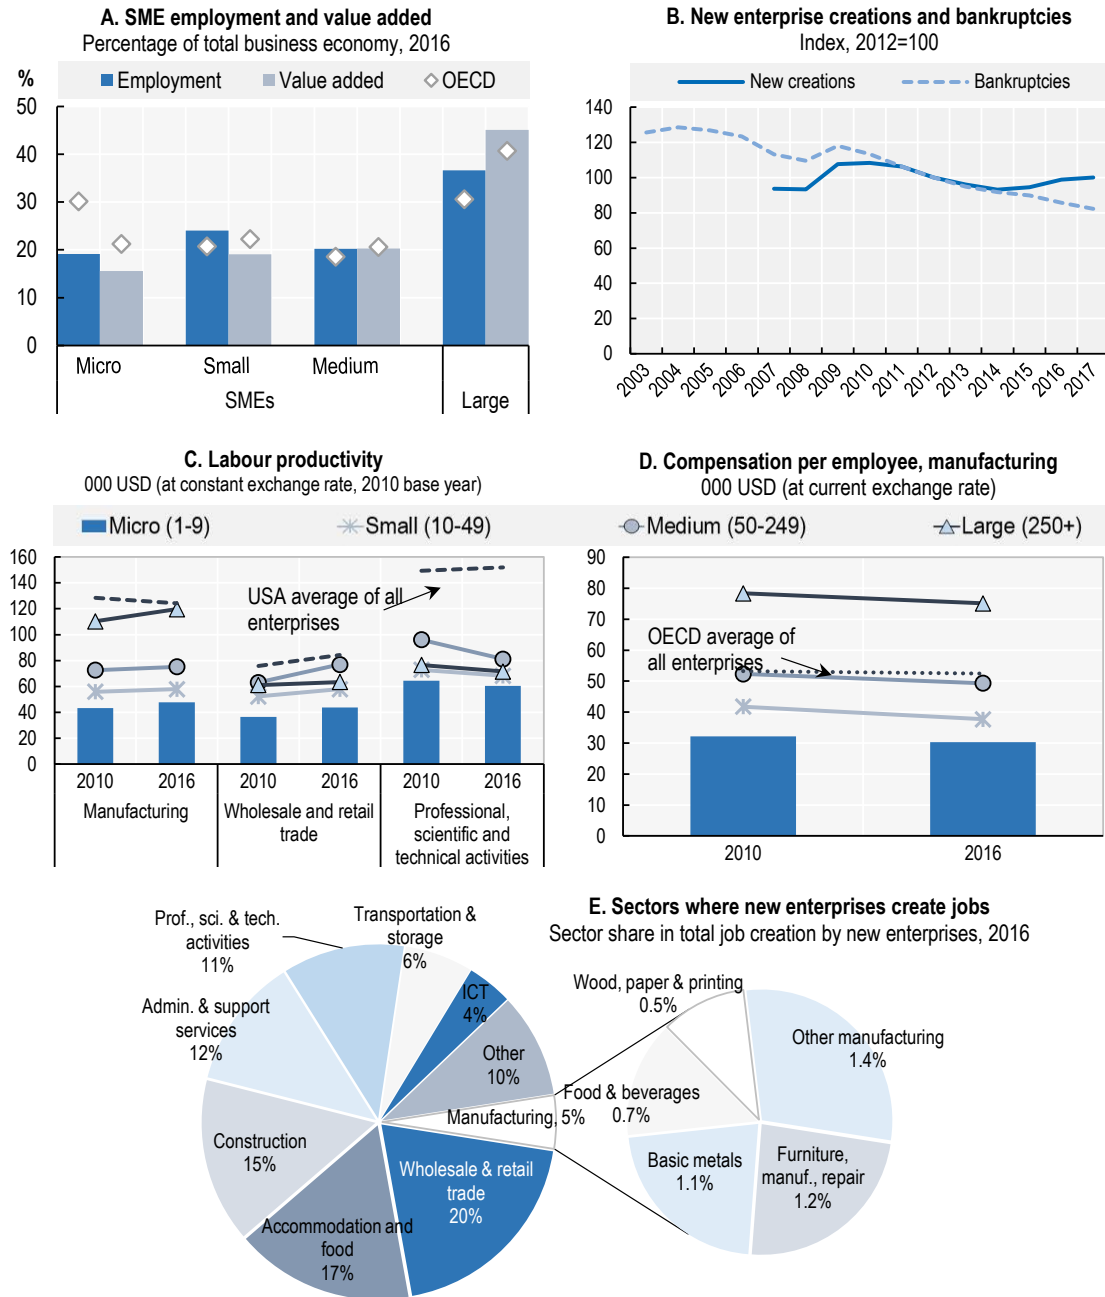 A. SME employment and value added
Percentage of total business economy, 2016
%
Employment
Value added
OECD
50
40
30
20
10
0
Micro
Small
Medium
SMEs
Large
B. New enterprise creations and bankruptcies
Index, 2012=100
New creations
Bankruptcies
140
120
100
80
60
40
20
0
2003
2004
2005
2006
2007
2008
2009
2010
2011
2012
2013
2014
2015
2016
2017
C. Labour productivity
000 USD (at constant exchange rate, 2010 base year)
D. Compensation per employee, manufacturing
000 USD (at current exchange rate)
Micro (1-9)
Small (10-49)
Medium (50-249)
Large (250+)
160
140
120
100
80
60
40
20
0
USA average of all
enterprises
2010
2016
2010
2016
2010
2016
Manufacturing
Wholesale and retail
trade
Professional,
scientific and
technical activities
90
80
70
60
50
40
30
20
10
0
OECD average of
all enterprises
2010
2016
E. Sectors where new enterprises create jobs
Sector share in total job creation by new enterprises, 2016
Prof., sci. & tech.
activities
11%
Transportation &
storage
6%
ICT
4%
Admin. & support
services
12%
Other
10%
Manufacturing, 5%
Construction
15%
Wholesale & retail
trade
20%
Accommodation and
food
17%
Wood, paper & printing
0.5%
Other manufacturing
1.4%
Food & beverages
0.7%
Basic metals
1.1%
Furniture,
manuf., repair
1.2%